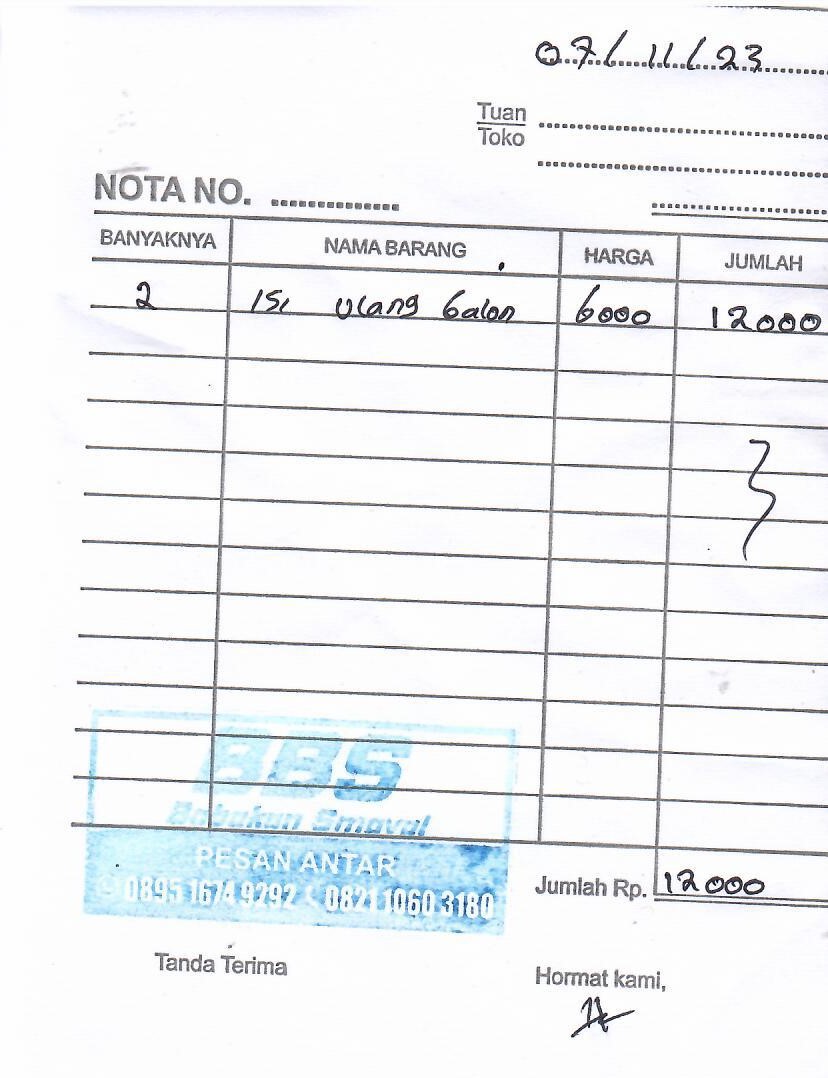 07/11/23
Tuan
Toko
NOTA NO.
BANYAKNYA NAMA BARANG HARGA JUMLAH
2 ISI Ulang Galon 6000 12000
BBS
PESAN ANTAR
0895 1674 9292 0821 1060 3180
Jumlah Rp. 12000
Tanda Terima
Hormat kami,